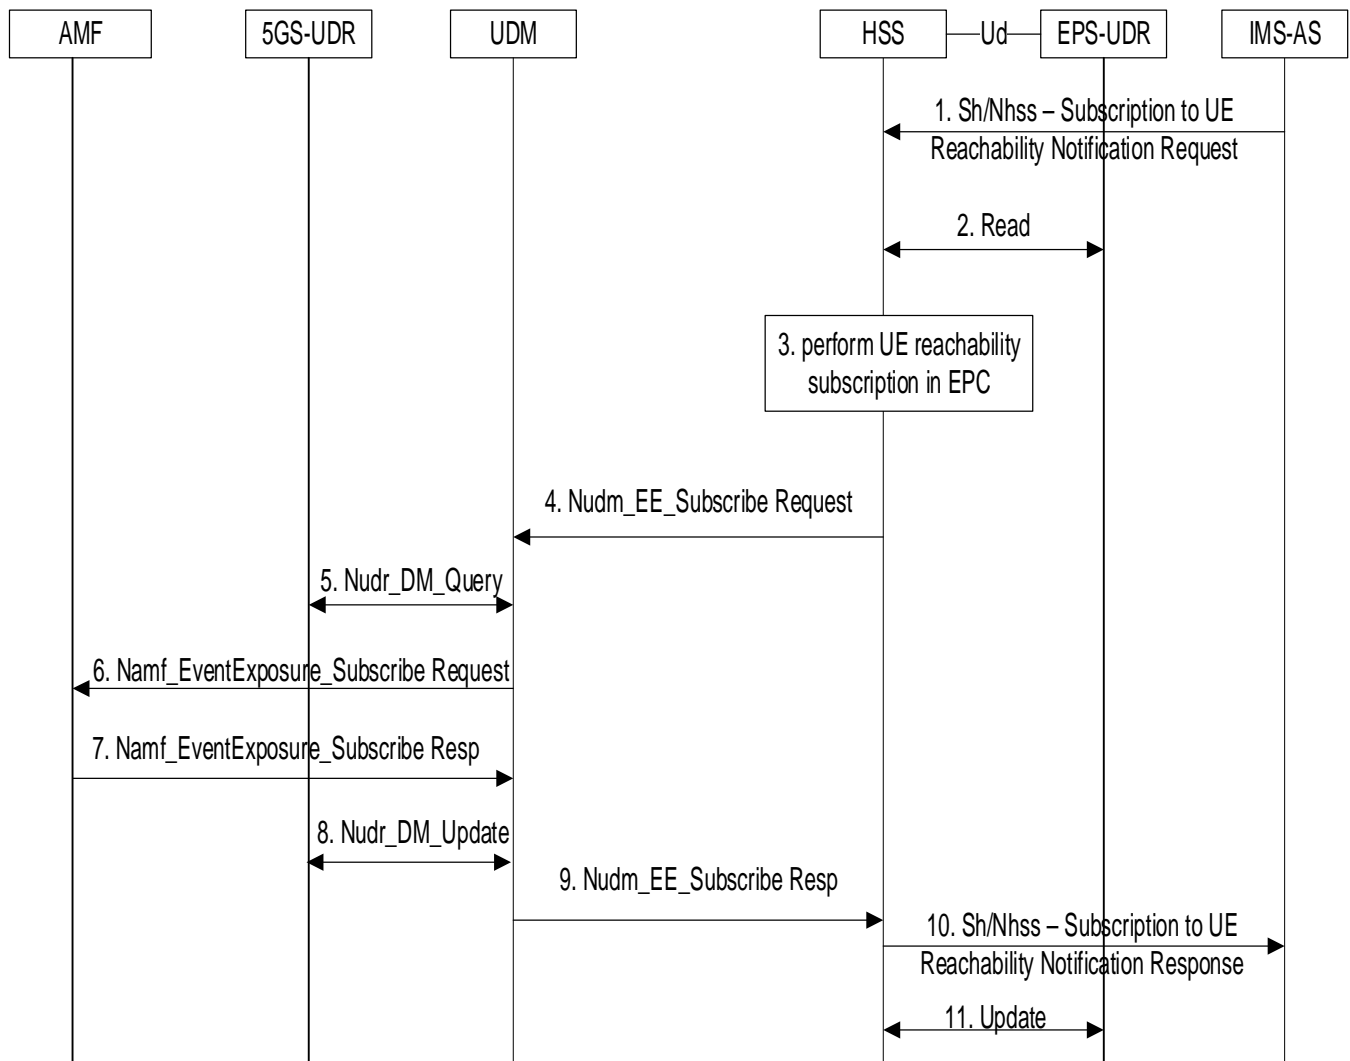 AMF
5GS-UDR
UDM
HSS
Ud
EPS-UDR
IMS-AS
1. Sh/Nhss – Subscription to UE
Reachability Notification Request
2. Read
3. perform UE reachability
subscription in EPC
4. Nudm_EE_Subscribe Request
5. Nudr_DM_Query
6. Namf_EventExposure_Subscribe Request
7. Namf_EventExposure_Subscribe Resp
8. Nudr_DM_Update
9. Nudm_EE_Subscribe Resp
10. Sh/Nhss – Subscription to UE
Reachability Notification Response
11. Update